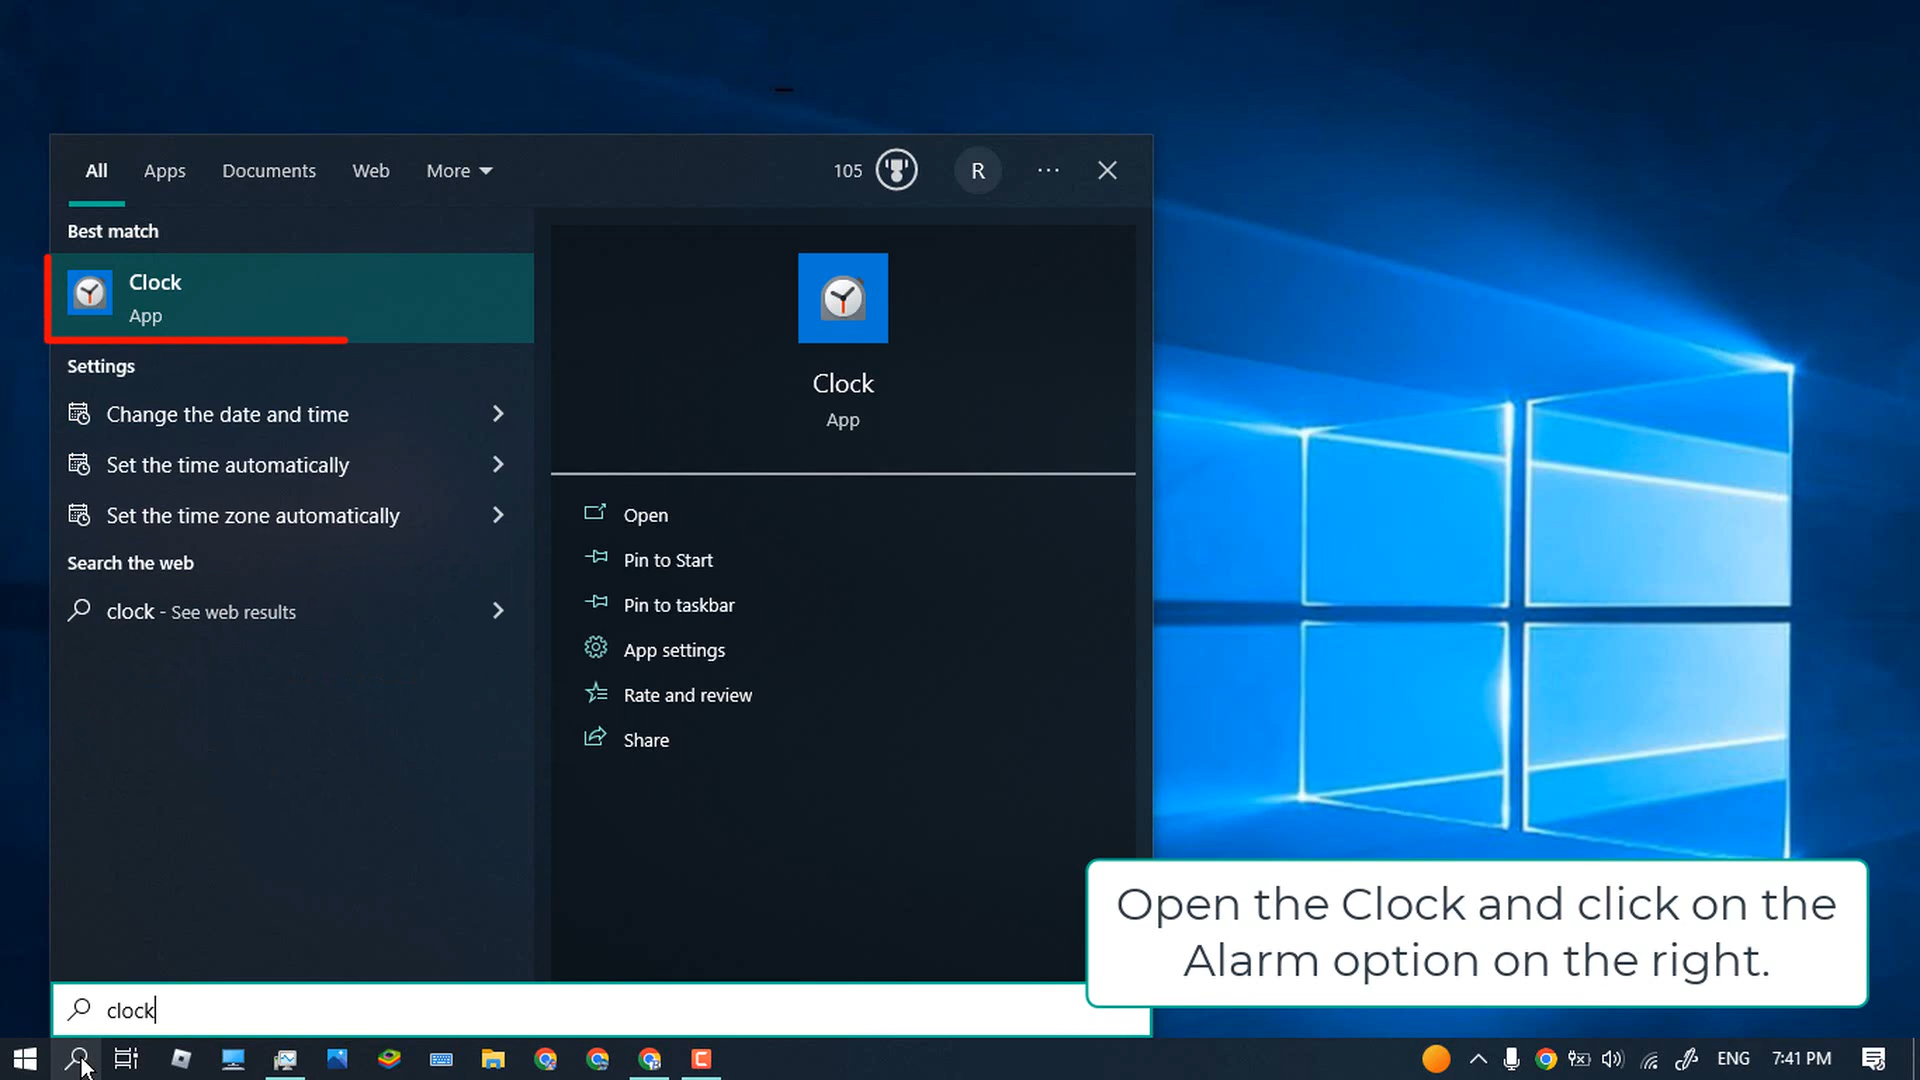 All Apps Documents Web More 105 R
Best match
Clock
App
Settings
Change the date and time
Set the time automatically
Set the time zone automatically
Search the web
clock - See web results
Clock
App
Open
Pin to Start
Pin to taskbar
App settings
Rate and review
Share
Open the Clock and click on the
Alarm option on the right.
clock
ENG 7:41 PM